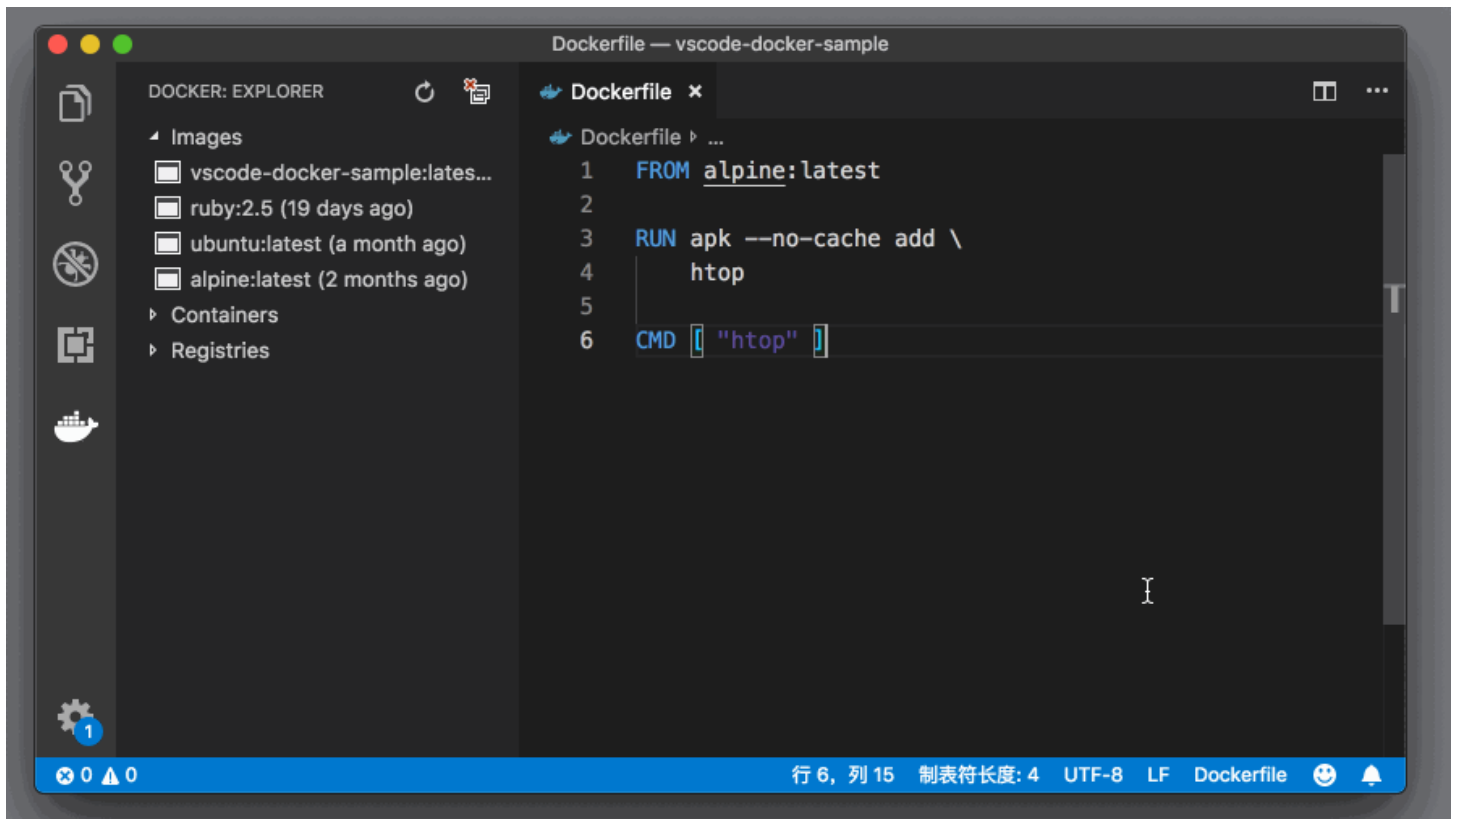 Dockerfile — vscode-docker-sample
DOCKER: EXPLORER
Images
vscode-docker-sample:lates...
ruby:2.5 (19 days ago)
ubuntu:latest (a month ago)
alpine:latest (2 months ago)
Containers
Registries
Dockerfile
Dockerfile ...
1 FROM alpine:latest
2
3 RUN apk --no-cache add \
4 htop
5
6 CMD [ "htop" ]
1
0 0
行 6，列 15 制表符长度: 4 UTF-8 LF Dockerfile